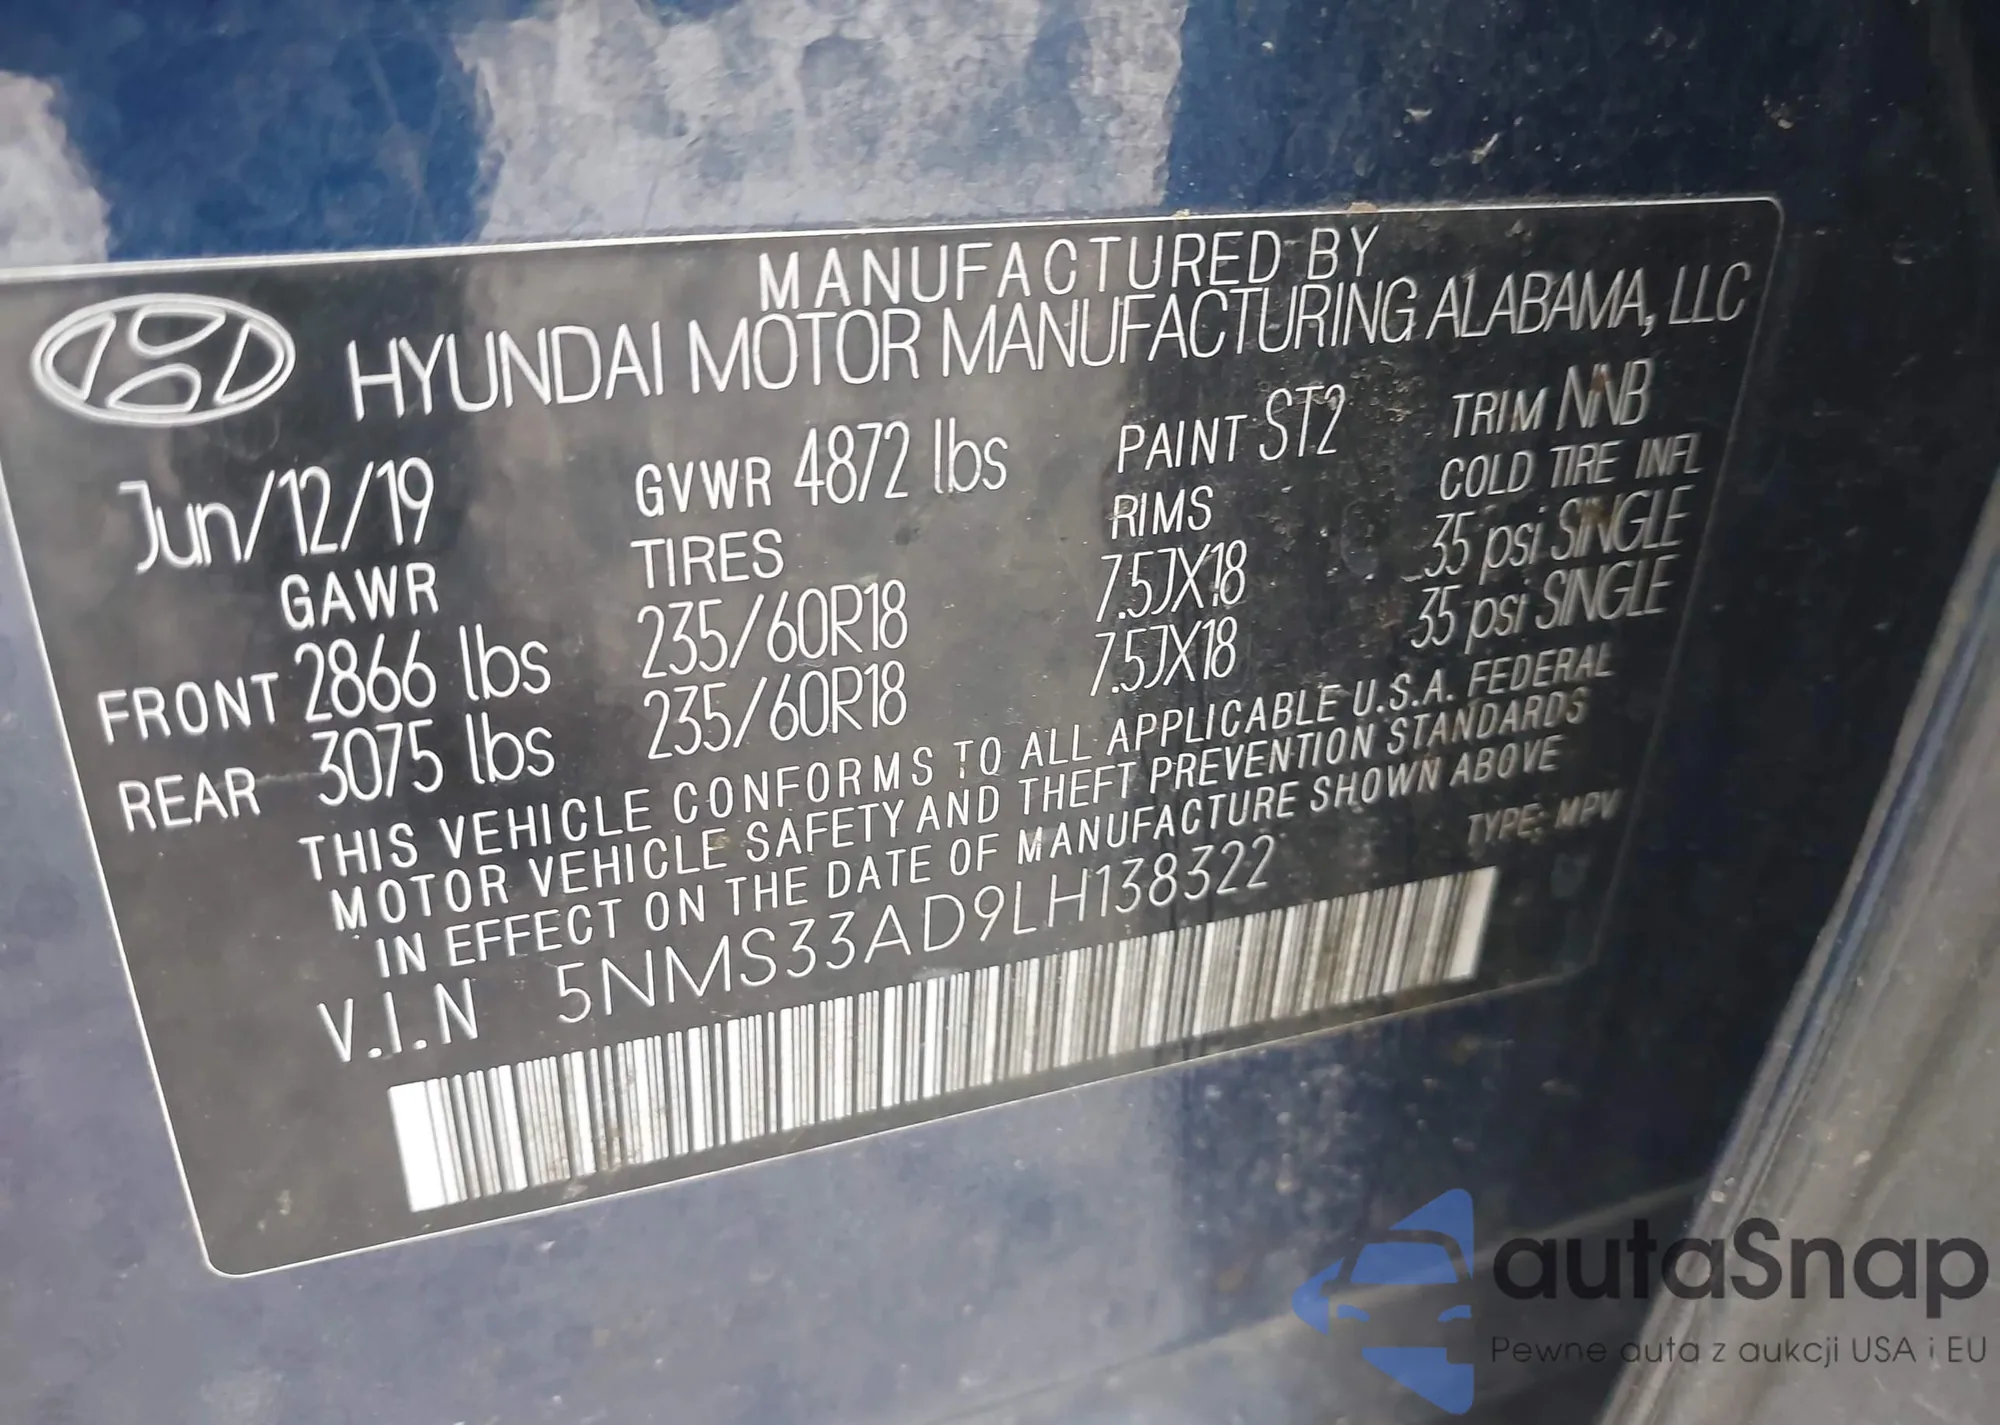 MANUFACTURED BY
HYUNDAI MOTOR MANUFACTURING ALABAMA, LLC
Jun/12/19 GVWR 4872 lbs PAINT ST2 TRIM NNB
GAWR TIRES RIMS COLD TIRE INFL
FRONT 2866 lbs 235/60R18 7.5JX18 35 psi SINGLE
REAR 3075 lbs 235/60R18 7.5JX18 35 psi SINGLE
THIS VEHICLE CONFORMS TO ALL APPLICABLE U.S.A. FEDERAL
MOTOR VEHICLE SAFETY AND THEFT PREVENTION STANDARDS
IN EFFECT ON THE DATE OF MANUFACTURE SHOWN ABOVE
V.I.N 5NMS33AD9LH138322 TYPE: MPV
autaSnap
Pewne auta z aukcji USA i EU